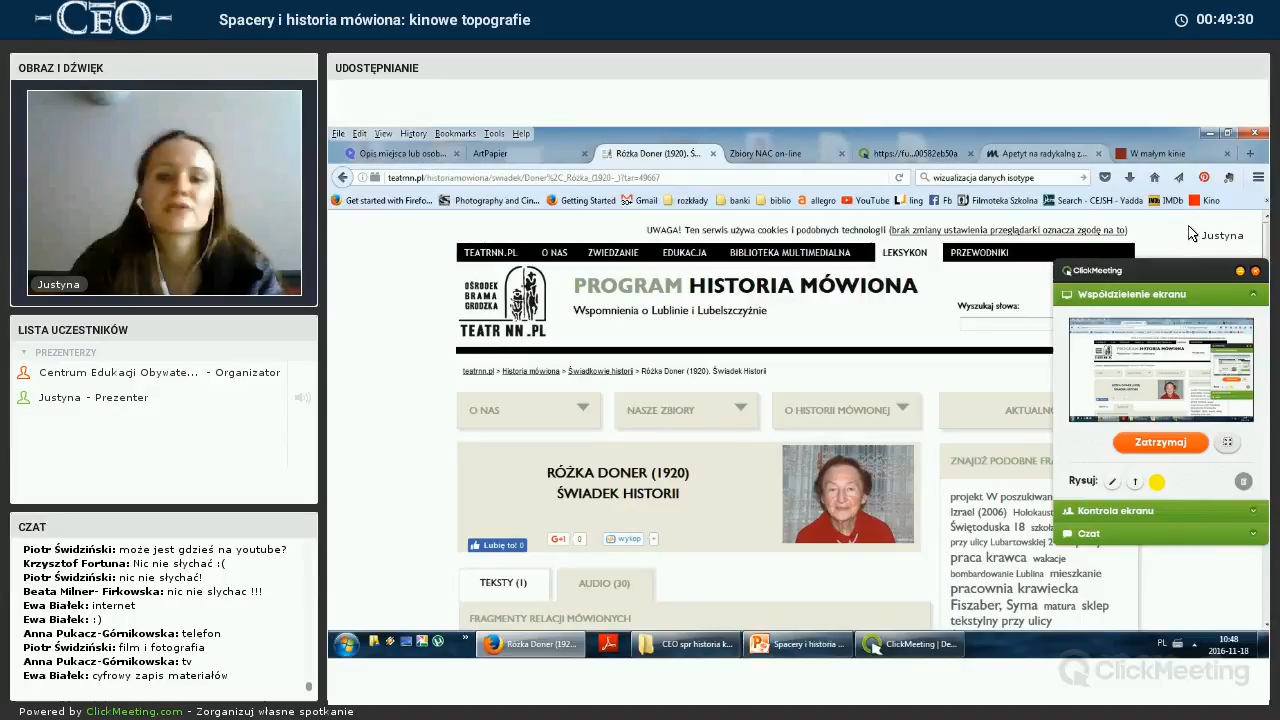 CEO
Spacery i historia mówiona: kinowe topografie
00:49:30
OBRAZ I DŹWIĘK
Justyna
LISTA UCZESTNIKÓW
PREZENTERZY
Centrum Edukacji Obywate... - Organizator
Justyna - Prezenter
CZAT
Piotr Świdziński: może jest gdzieś na youtube?
Krzysztof Fortuna: Nic nie słychać :(
Piotr Świdziński: nic nie słychać!
Beata Milner- Firkowska: nic nie slychac !!!
Ewa Białek: internet
Ewa Białek: :)
Anna Pukacz-Górnikowska: telefon
Piotr Świdziński: film i fotografia
Anna Pukacz-Górnikowska: tv
Ewa Białek: cyfrowy zapis materiałów
Powered by ClickMeeting.com - Zorganizuj własne spotkanie
UDOSTĘPNIANIE
File Edit View History Bookmarks Tools Help
Opis miejsca lub osob... ArtPapier Różka Doner (1920). Ś... Zbiory NAC on-line https://fu...00582eb50a Apetyt na radykalną z... W małym kinie
teatrnn.pl/historiamowiona/swiadek/Doner%2C_Różka_(1920-_)?tar=49667
wizualizacja danych isotype
Get started with Firefo... Photography and Cin... Getting Started Gmail rozkłady banki biblio allegro YouTube ling Fb Filmoteka Szkolna Search - CEJSH - Yadda IMDb Kino
UWAGA! Ten serwis używa cookies i podobnych technologii (brak zmiany ustawienia przeglądarki oznacza zgodę na to)
Justyna
TEATRNN.PL O NAS ZWIEDZANIE EDUKACJA BIBLIOTEKA MULTIMEDIALNA LEKSYKON PRZEWODNIKI
OŚRODEK
BRAMA
GRODZKA
TEATR NN.PL
PROGRAM HISTORIA MÓWIONA
Wspomnienia o Lublinie i Lubelszczyźnie
Wyszukaj słowa:
teatrnn.pl > Historia mówiona > Świadkowie historii > Różka Doner (1920). Świadek Historii
O NAS NASZE ZBIORY O HISTORII MÓWIONEJ AKTUALNO
RÓŻKA DONER (1920)
ŚWIADEK HISTORII
Lubię to! 0 G+1 0 wykop +
TEKSTY (1) AUDIO (30)
FRAGMENTY RELACJI MÓWIONYCH
ZNAJDŹ PODOBNE FRA
projekt W poszukiwan
Izrael (2006) Holokaust
Świętoduska 18 szkoła
przy ulicy Lubartowskiej 2
praca krawca wakacje
bombardowanie Lublina mieszkanie
pracownia krawiecka
Fiszaber, Syma matura sklep
tekstylny przy ulicy
ClickMeeting
Współdzielenie ekranu
Zatrzymaj
Rysuj:
Kontrola ekranu
Czat
Różka Doner (192... CEO spr historia k... Spacery i historia ... ClickMeeting | De...
PL
10:48
2016-11-18
ClickMeeting